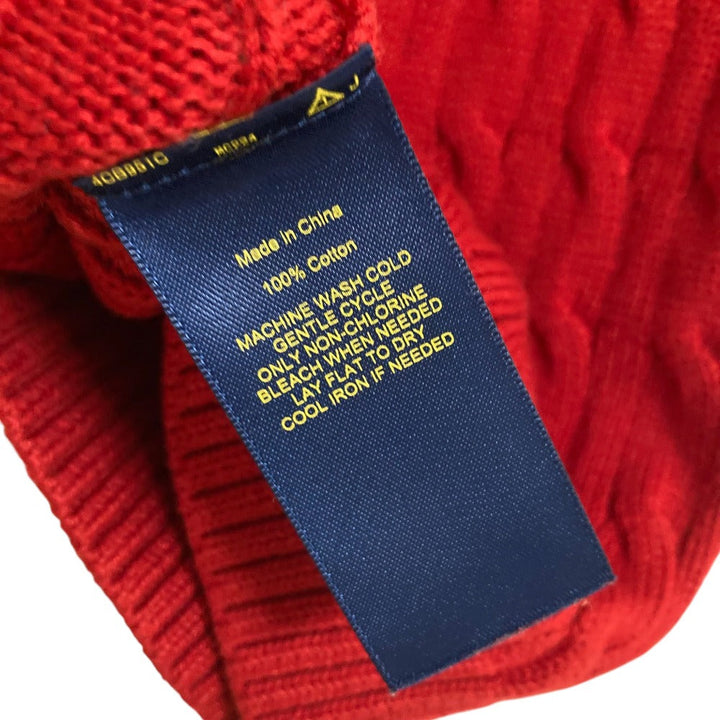 Made in China
100% Cotton
MACHINE WASH COLD
GENTLE CYCLE
ONLY NON-CHLORINE
BLEACH WHEN NEEDED
LAY FLAT TO DRY
COOL IRON IF NEEDED